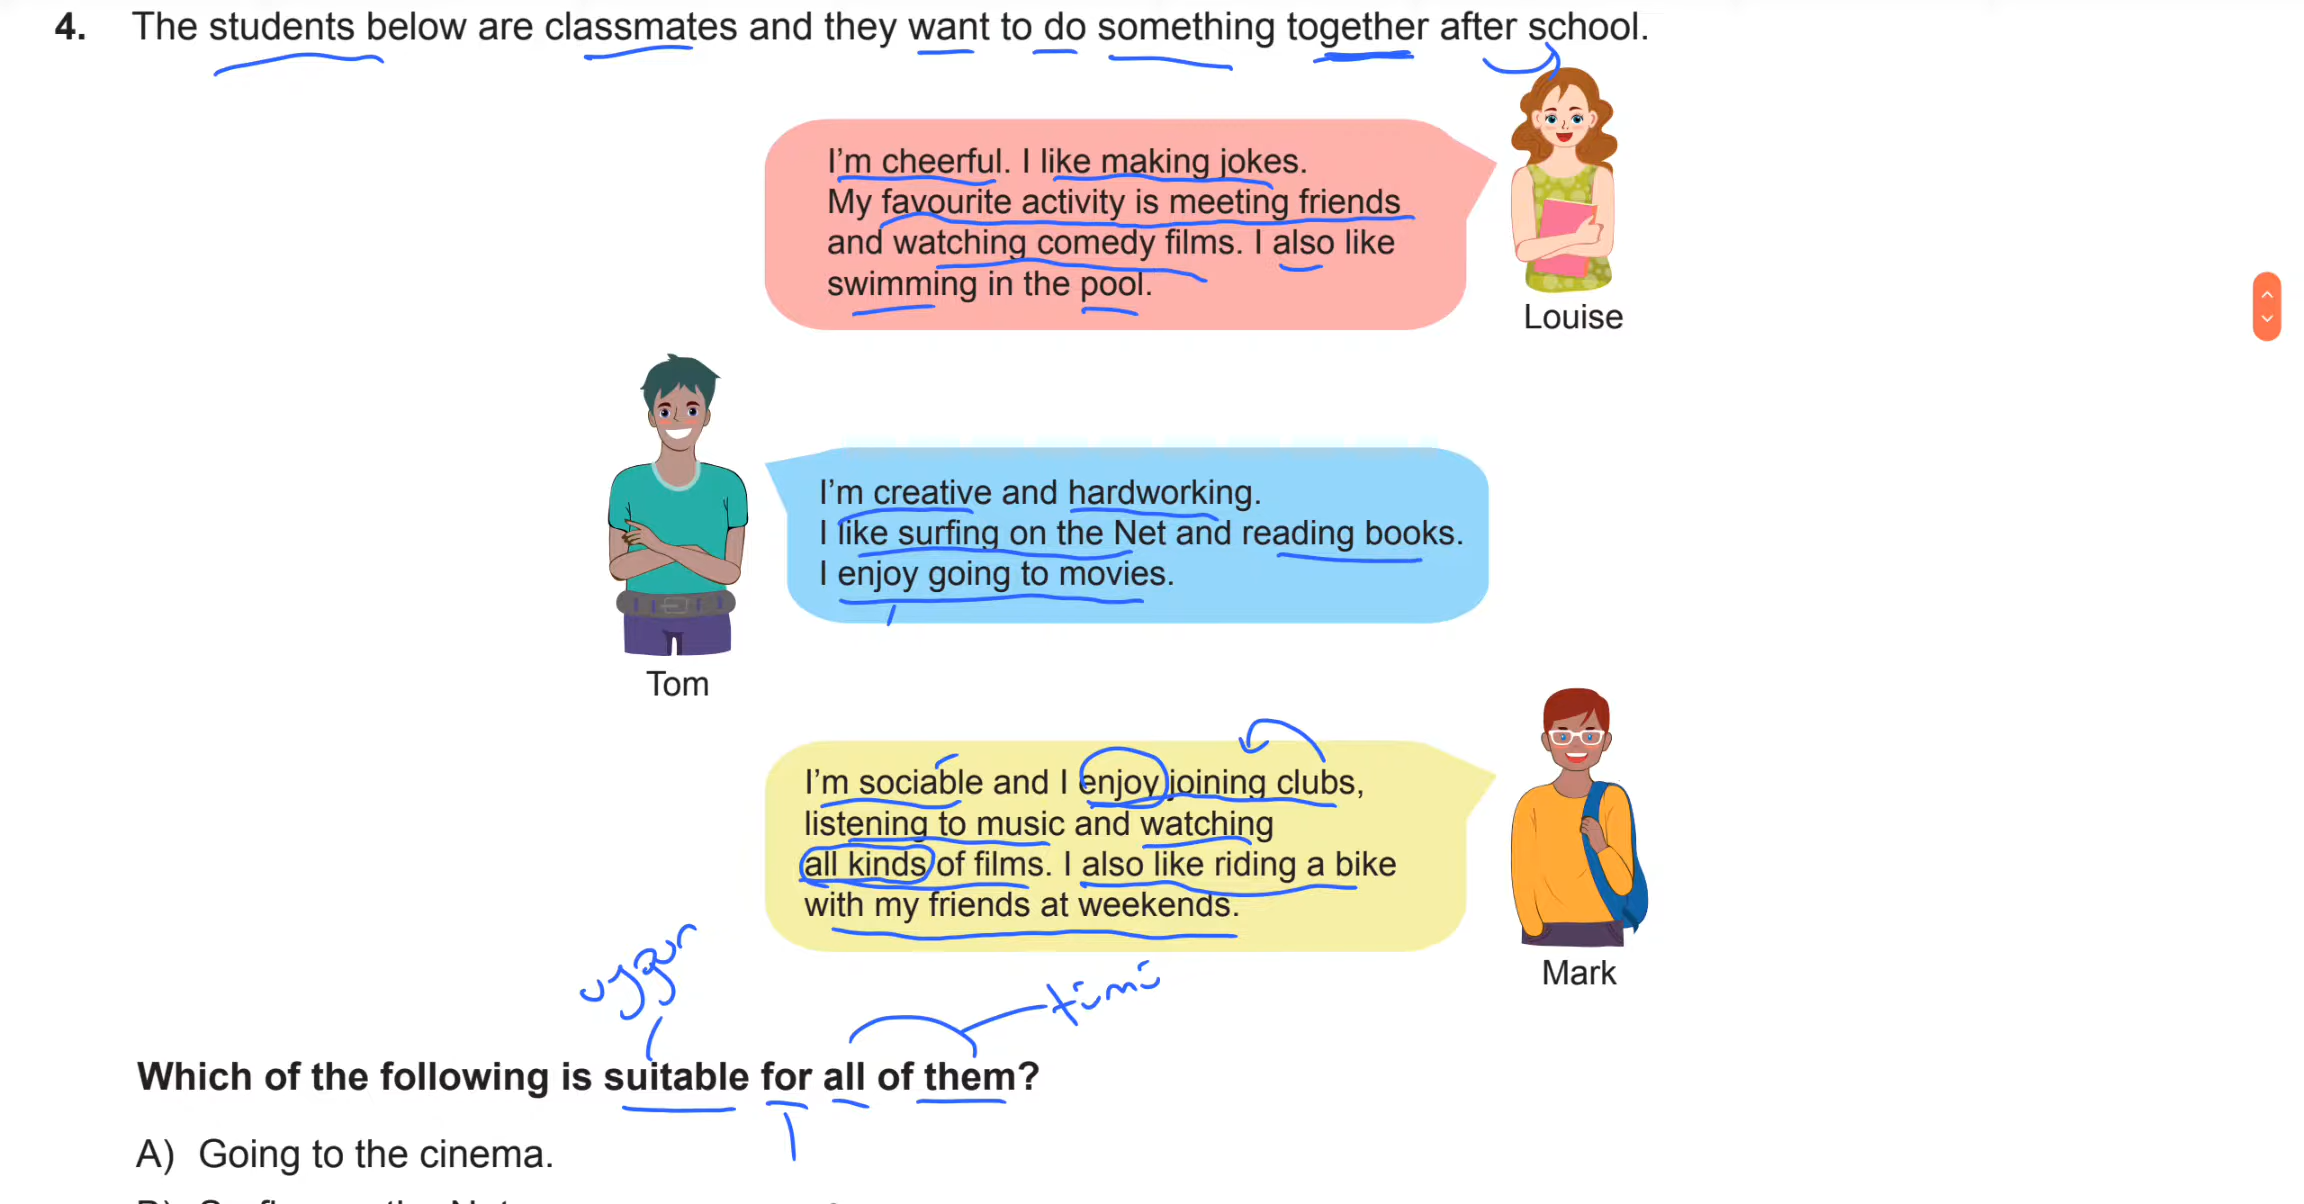 4. The students below are classmates and they want to do something together after school.
I'm cheerful. I like making jokes.
My favourite activity is meeting friends
and watching comedy films. I also like
swimming in the pool.
Louise
I'm creative and hardworking.
I like surfing on the Net and reading books.
I enjoy going to movies.
Tom
I'm sociable and I enjoy joining clubs,
listening to music and watching
all kinds of films. I also like riding a bike
with my friends at weekends.
Mark
uygun
tümü
Which of the following is suitable for all of them?
A) Going to the cinema.